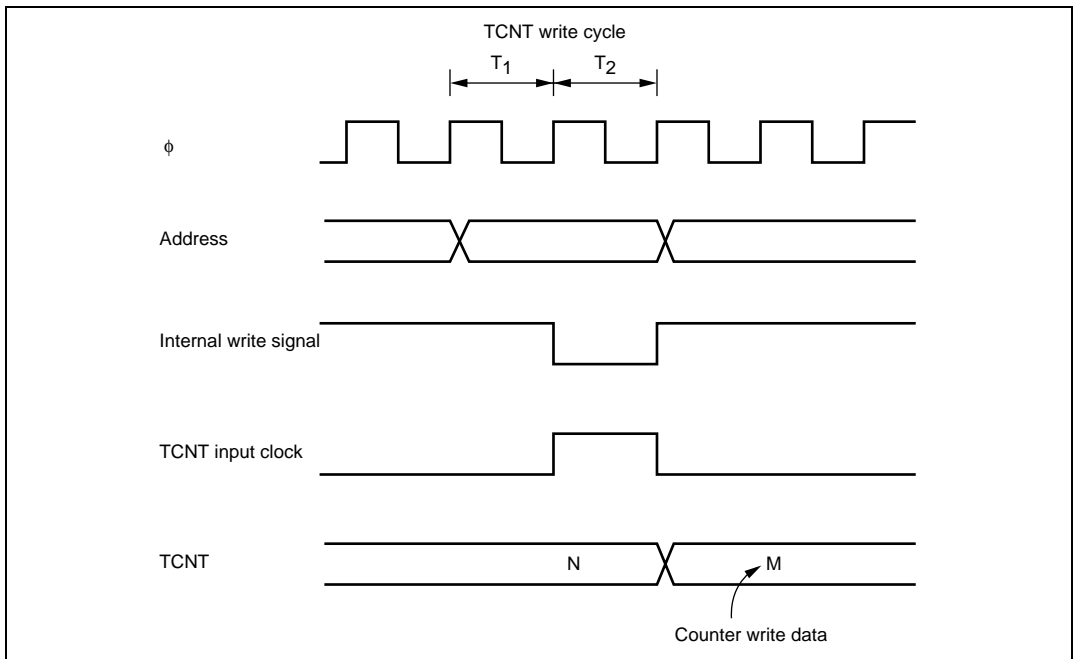 TCNT write cycle
T1 T2
ϕ
Address
Internal write signal
TCNT input clock
TCNT N M
Counter write data